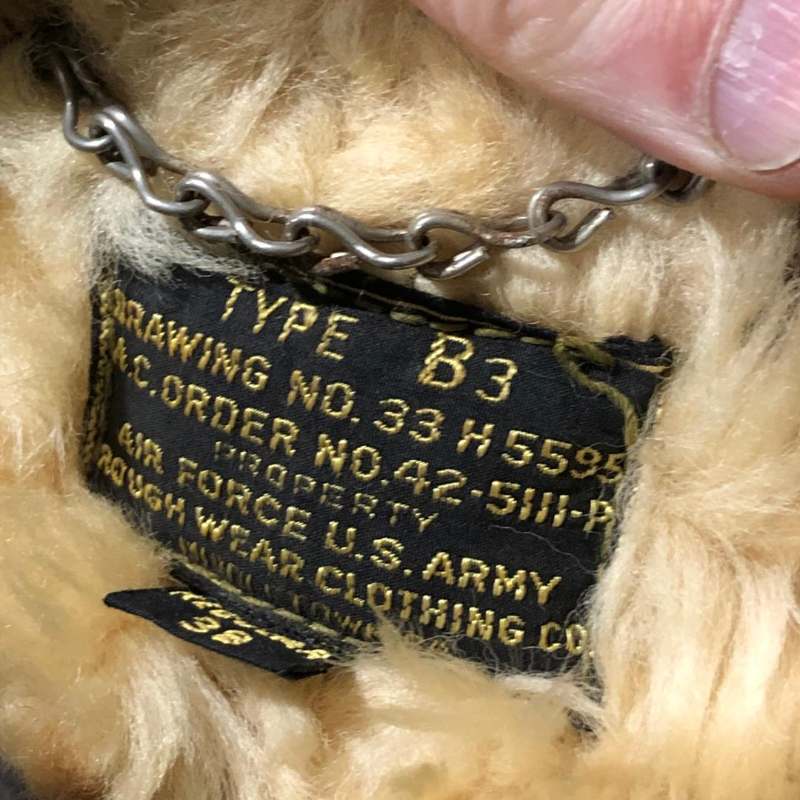 TYPE B3
DRAWING NO. 33 H 5595
A.C. ORDER NO. 42-5111-P
PROPERTY
AIR FORCE U.S. ARMY
ROUGH WEAR CLOTHING CO.
REGULAR
38